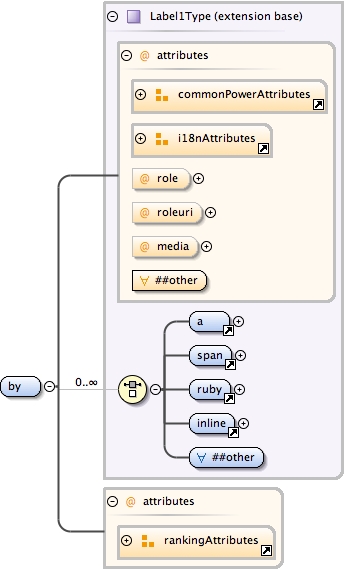 Label1Type (extension base)
@ attributes
commonPowerAttributes
i18nAttributes
@ role
@ roleuri
@ media
∀ ##other
by
0..∞
a
span
ruby
inline
∀ ##other
@ attributes
rankingAttributes